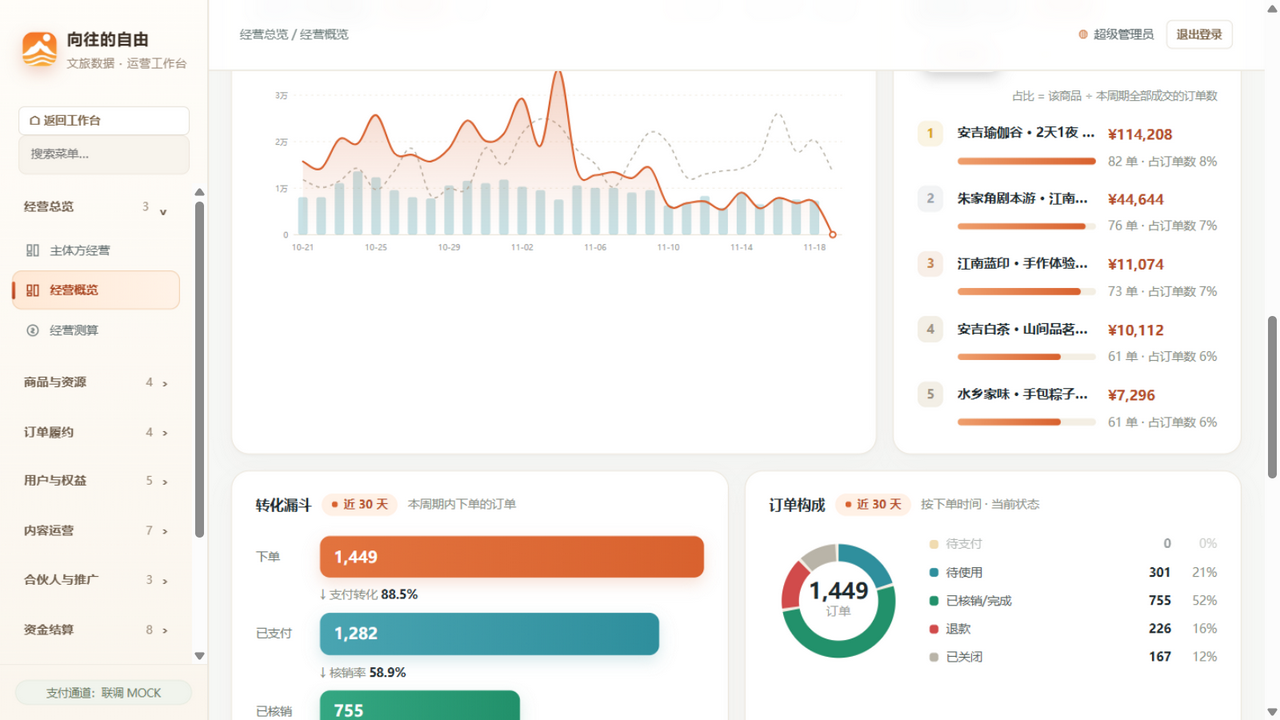 向往的自由
文旅数据 · 运营工作台
返回工作台
搜索菜单...
经营总览 3
主体方经营
经营概览
经营测算
商品与资源 4
订单履约 4
用户与权益 5
内容运营 7
合伙人与推广 3
资金结算 8
支付通道：联调 MOCK
经营总览 / 经营概览
超级管理员 退出登录
3万
2万
1万
0
10-21 10-25 10-29 11-02 11-06 11-10 11-14 11-18
占比 = 该商品 ÷ 本周期全部成交的订单数
1 安吉瑜伽谷·2天1夜 ... ¥114,208
82 单 · 占订单数 8%
2 朱家角剧本游·江南... ¥44,644
76 单 · 占订单数 7%
3 江南蓝印·手作体验... ¥11,074
73 单 · 占订单数 7%
4 安吉白茶·山间品茗... ¥10,112
61 单 · 占订单数 6%
5 水乡家味·手包粽子... ¥7,296
61 单 · 占订单数 6%
转化漏斗 近 30 天 本周期内下单的订单
下单 1,449
↓ 支付转化 88.5%
已支付 1,282
↓ 核销率 58.9%
已核销 755
订单构成 近 30 天 按下单时间 · 当前状态
1,449
订单
待支付 0 0%
待使用 301 21%
已核销/完成 755 52%
退款 226 16%
已关闭 167 12%